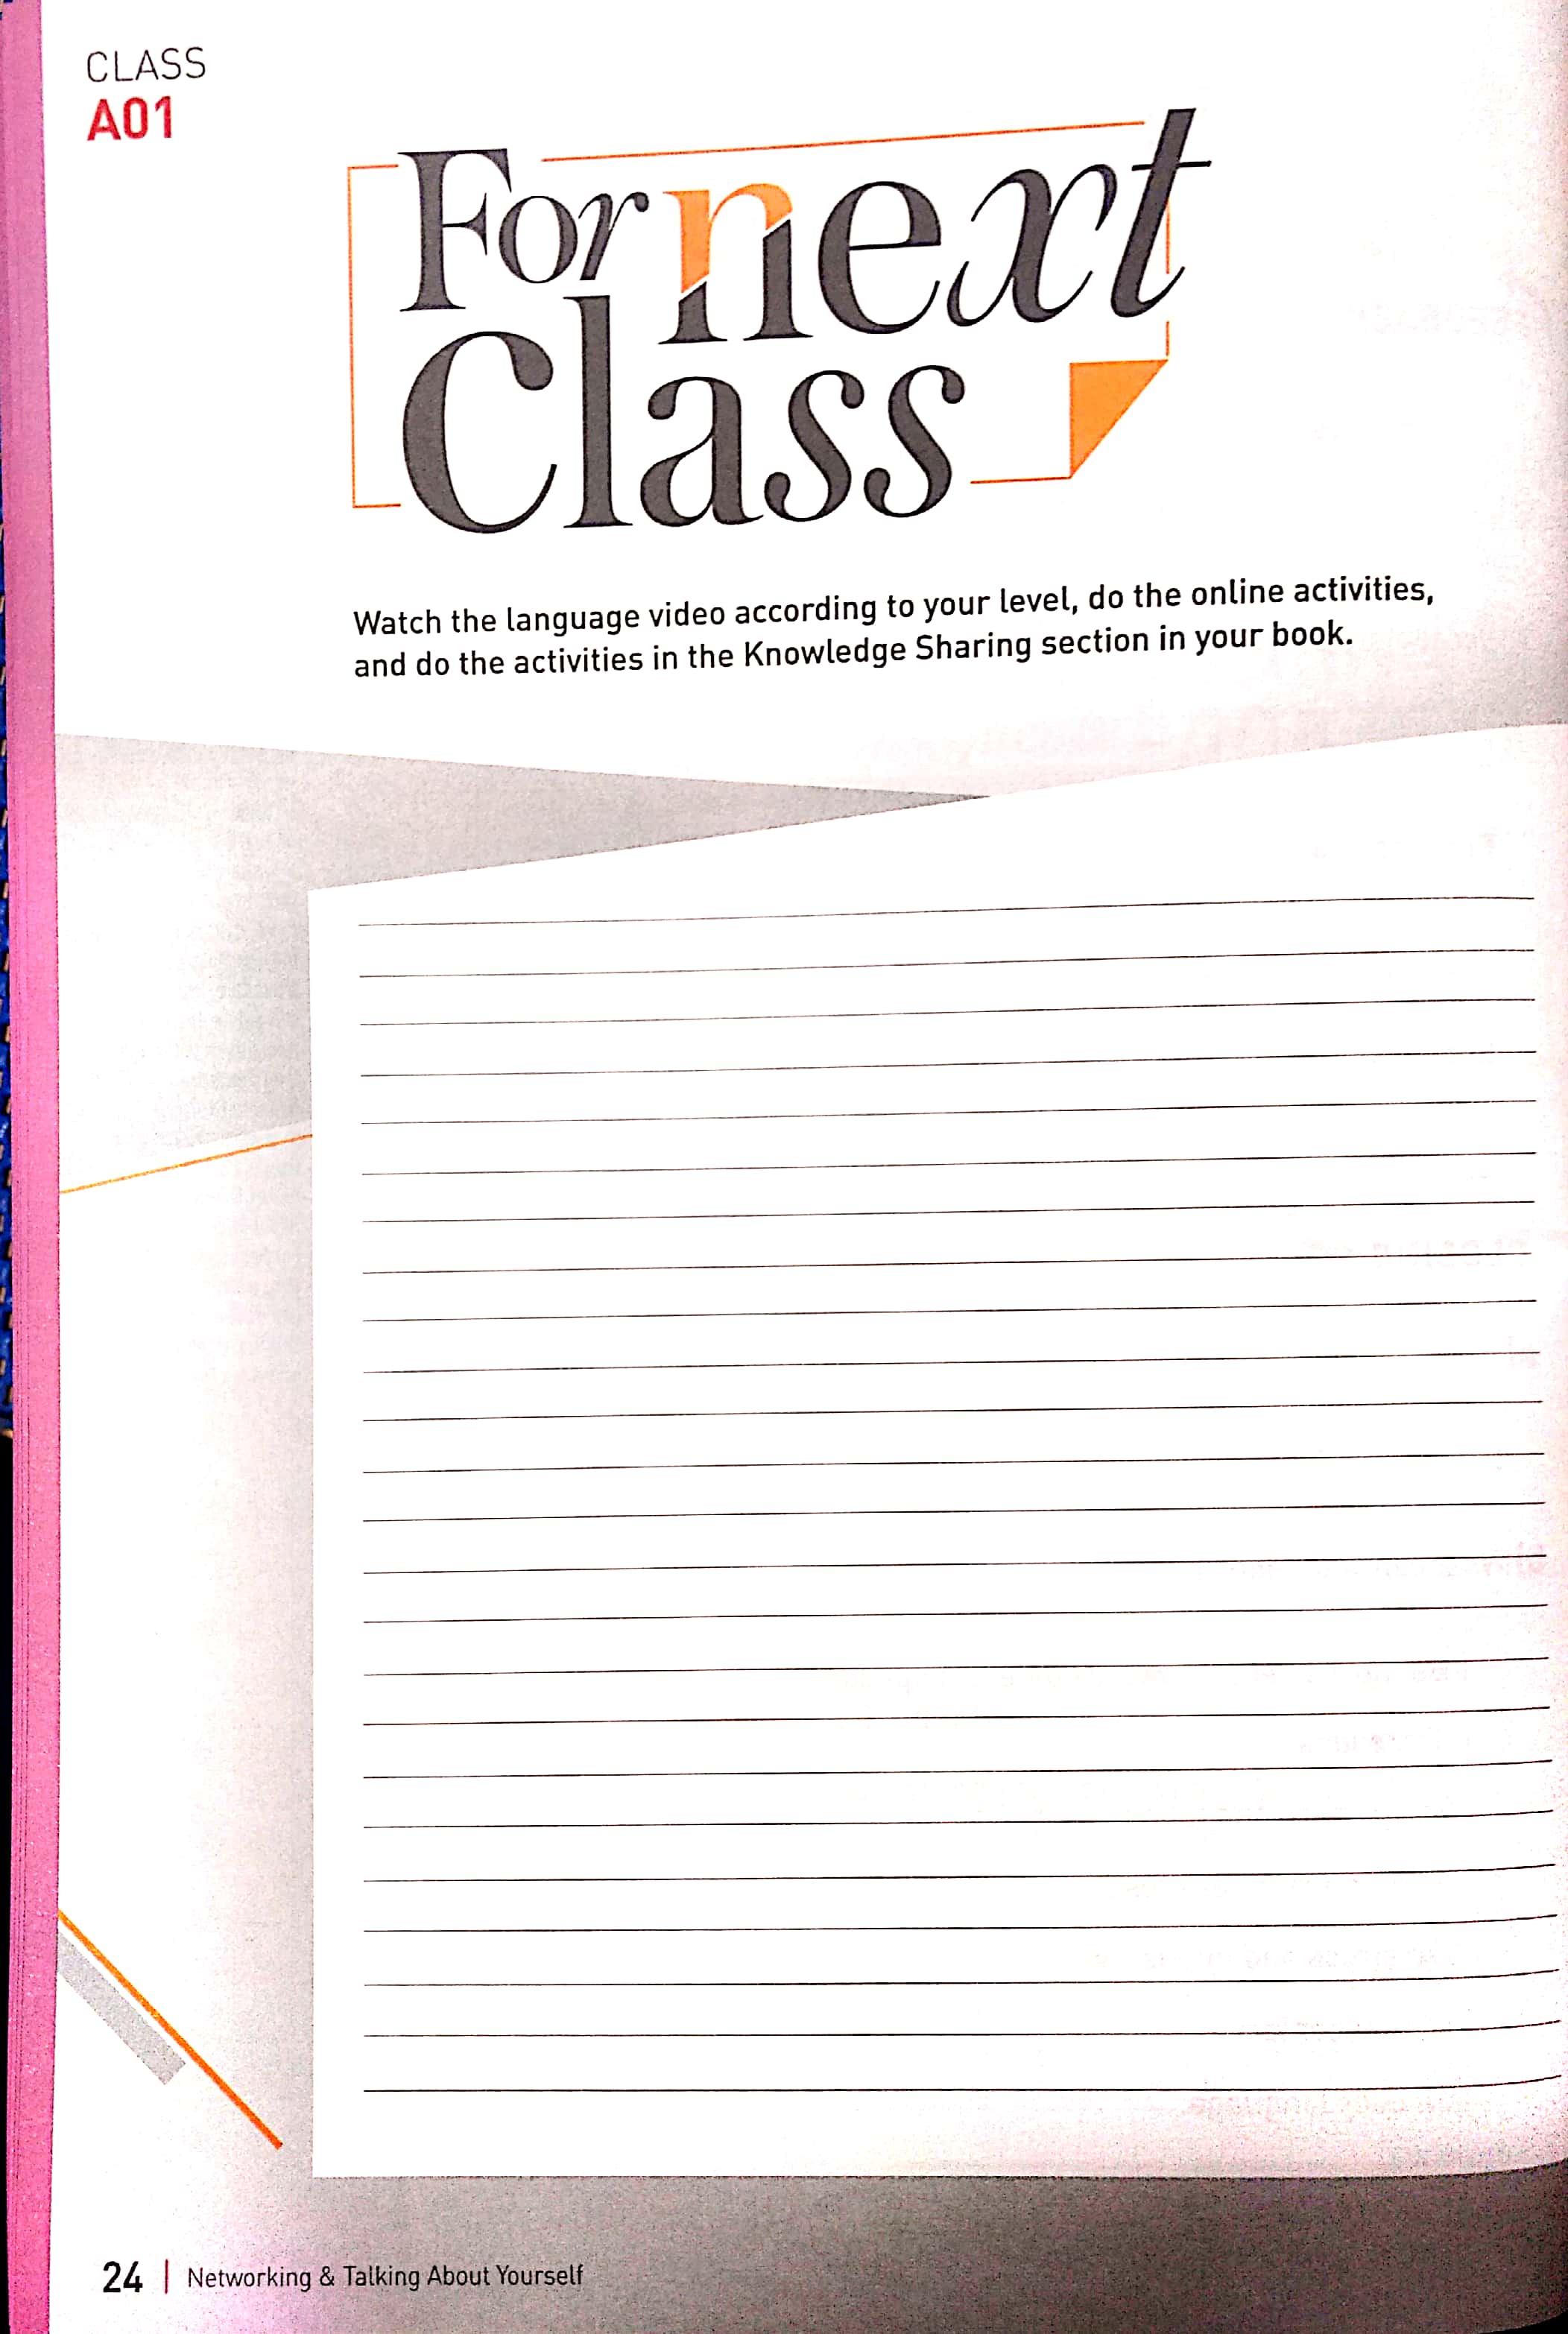 CLASS
A01
For next
Class
Watch the language video according to your level, do the online activities,
and do the activities in the Knowledge Sharing section in your book.
24 | Networking & Talking About Yourself